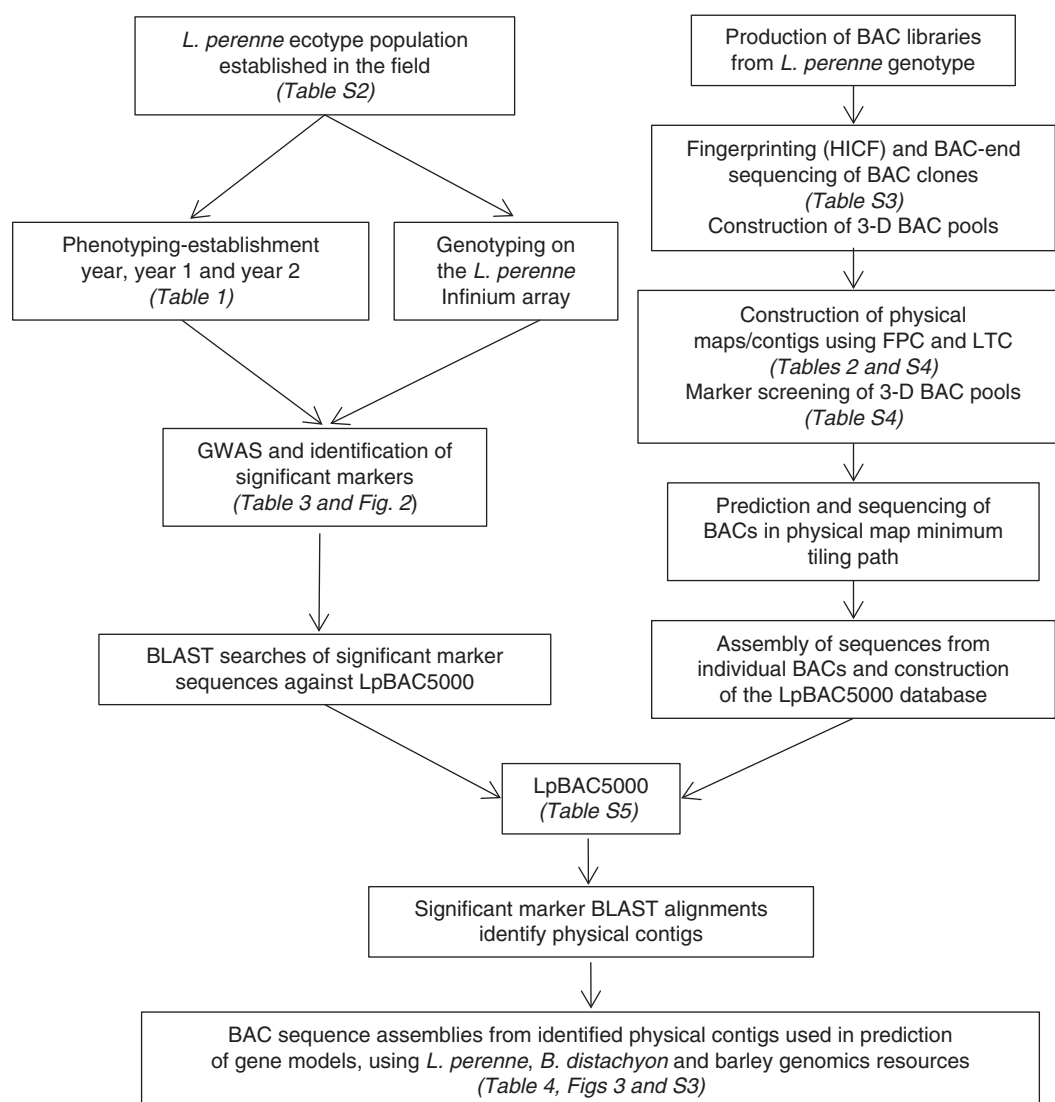 L. perenne ecotype population
established in the field
(Table S2)
Phenotyping-establishment
year, year 1 and year 2
(Table 1)
Genotyping on
the L. perenne
Infinium array
GWAS and identification of
significant markers
(Table 3 and Fig. 2)
BLAST searches of significant marker
sequences against LpBAC5000
Production of BAC libraries
from L. perenne genotype
Fingerprinting (HICF) and BAC-end
sequencing of BAC clones
(Table S3)
Construction of 3-D BAC pools
Construction of physical
maps/contigs using FPC and LTC
(Tables 2 and S4)
Marker screening of 3-D BAC pools
(Table S4)
Prediction and sequencing of
BACs in physical map minimum
tiling path
Assembly of sequences from
individual BACs and construction
of the LpBAC5000 database
LpBAC5000
(Table S5)
Significant marker BLAST alignments
identify physical contigs
BAC sequence assemblies from identified physical contigs used in prediction
of gene models, using L. perenne, B. distachyon and barley genomics resources
(Table 4, Figs 3 and S3)